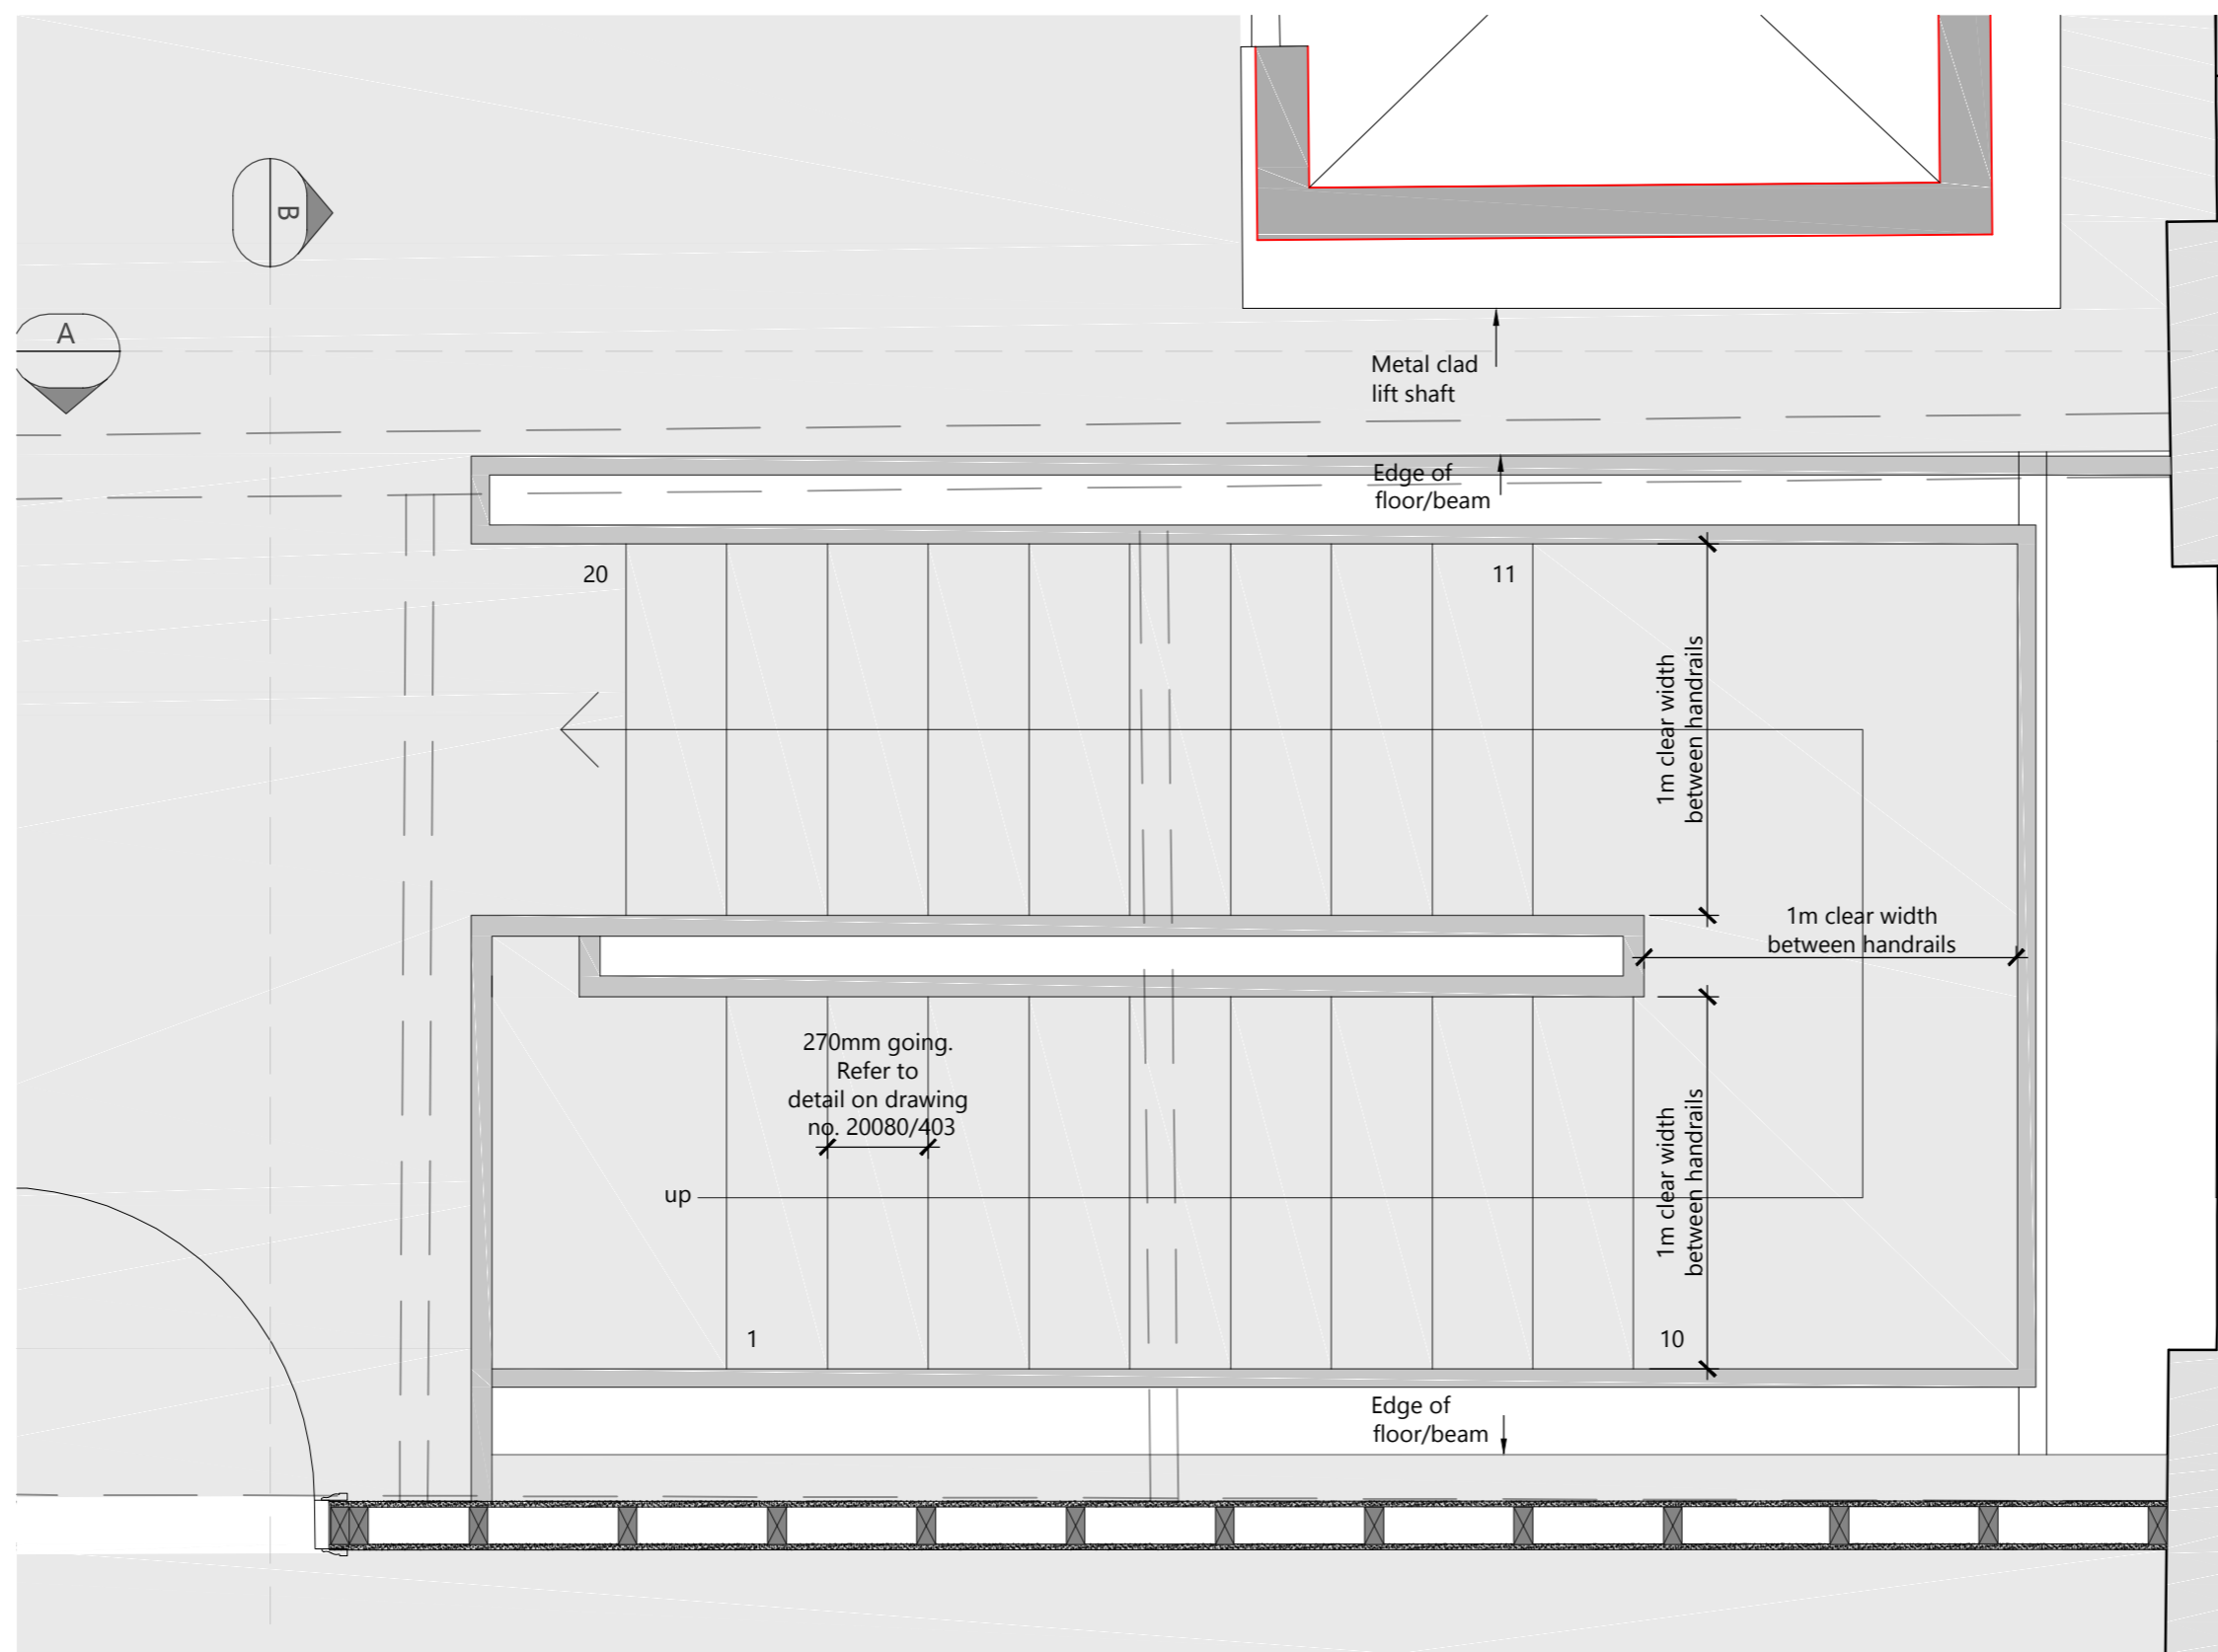 B
A
Metal clad
lift shaft
Edge of
floor/beam
20
11
1m clear width
between handrails
1m clear width
between handrails
270mm going.
Refer to
detail on drawing
no. 20080/403
1m clear width
between handrails
up
1
10
Edge of
floor/beam